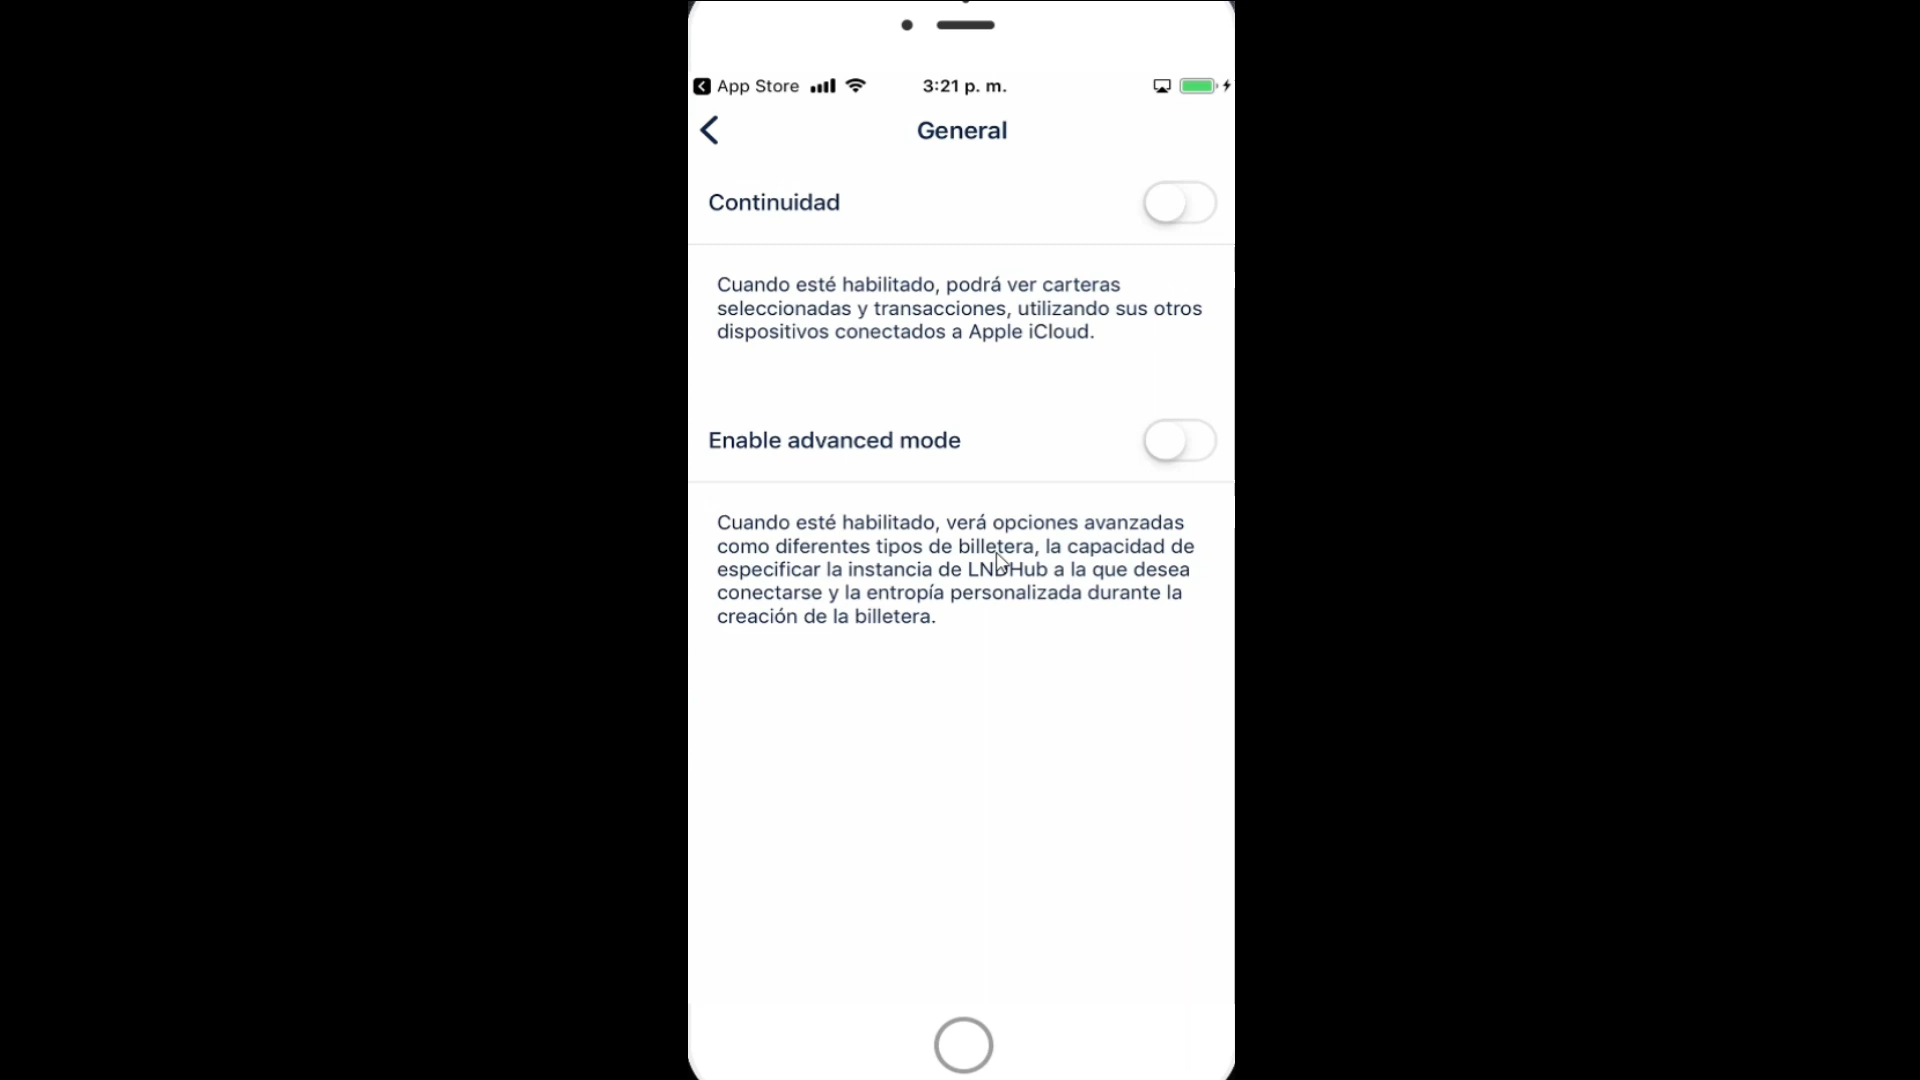 App Store
3:21 p. m.
General
Continuidad
Cuando esté habilitado, podrá ver carteras
seleccionadas y transacciones, utilizando sus otros
dispositivos conectados a Apple iCloud.
Enable advanced mode
Cuando esté habilitado, verá opciones avanzadas
como diferentes tipos de billetera, la capacidad de
especificar la instancia de LNDHub a la que desea
conectarse y la entropía personalizada durante la
creación de la billetera.